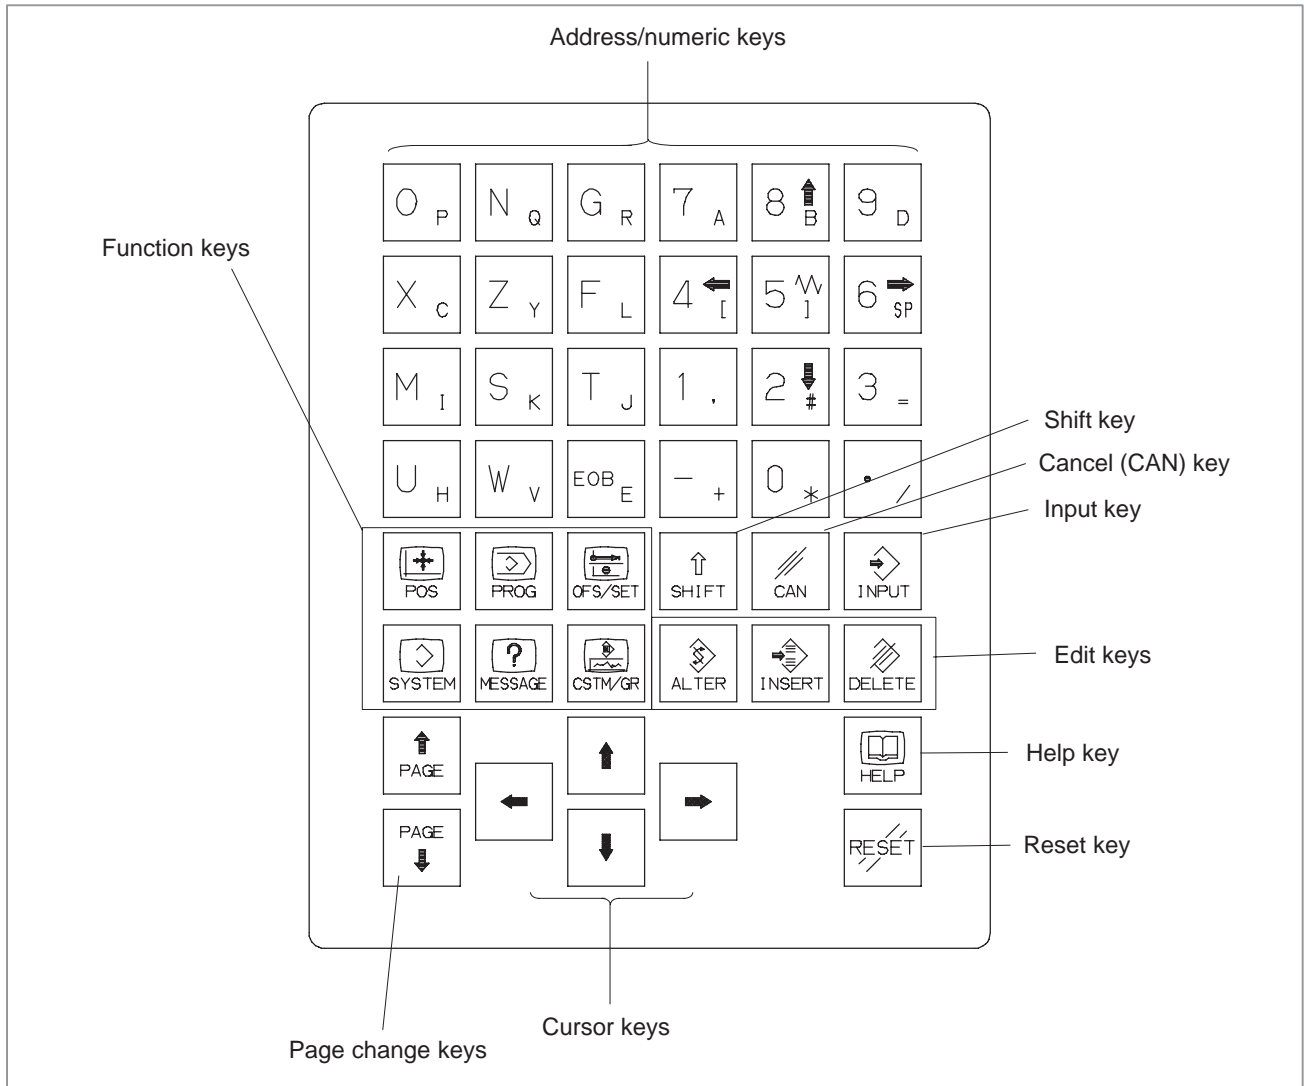 Address/numeric keys
O P N Q G R 7 A 8 B 9 D
Function keys
X C Z Y F L 4 [ 5 ] 6 SP
M I S K T J 1 , 2 # 3 =
Shift key
Cancel (CAN) key
U H W V EOB E - + 0 * . /
Input key
POS PROG OFS/SET SHIFT CAN INPUT
Edit keys
SYSTEM ? MESSAGE CSTM/GR ALTER INSERT DELETE
PAGE HELP
Help key
PAGE RESET
Reset key
Cursor keys
Page change keys